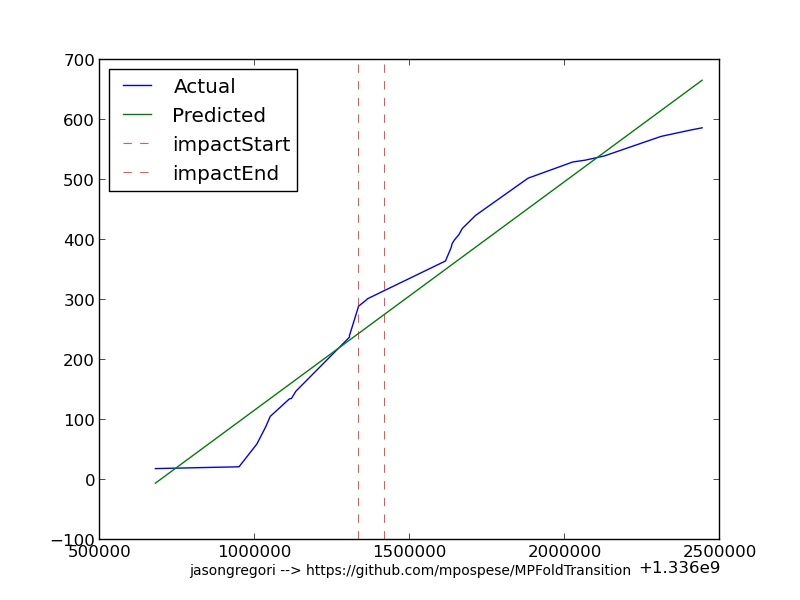 700
600
500
400
300
200
100
0
−100
Actual
Predicted
impactStart
impactEnd
500000 1000000 1500000 2000000 2500000
jasongregori --> https://github.com/mpospese/MPFoldTransition +1.336e9